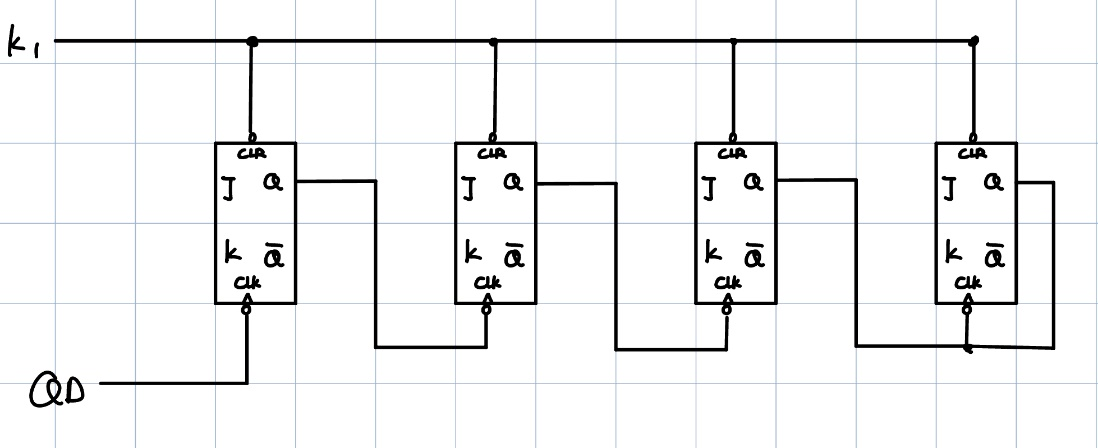 k₁
CLR CLR CLR CLR
J Q J Q J Q J Q
k Q̅ k Q̅ k Q̅ k Q̅
CLK CLK CLK CLK
QD